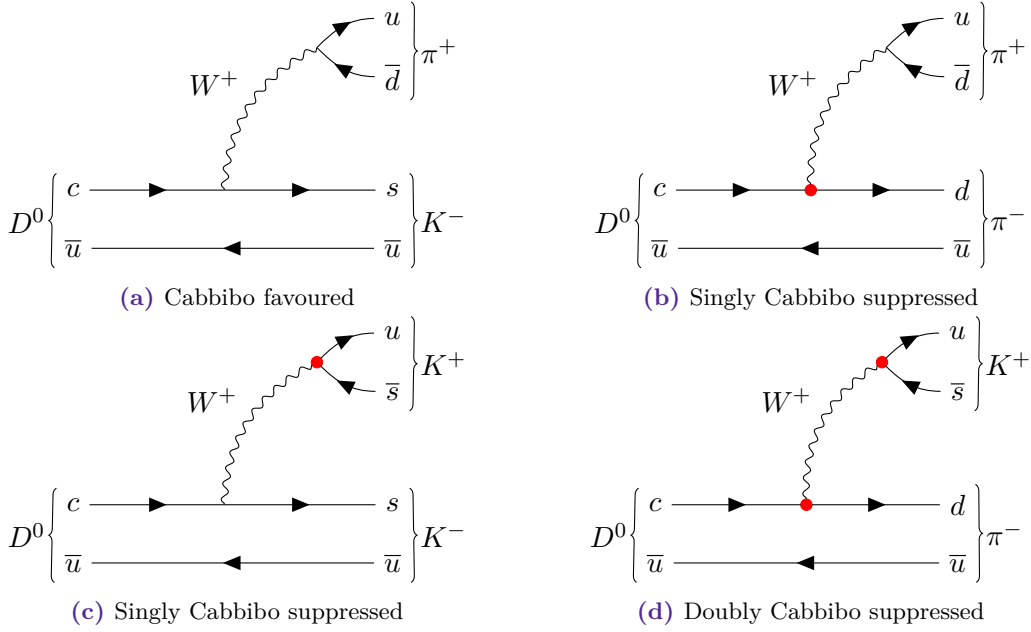 u
W⁺
d̅
π⁺
D⁰
c
s
u̅
u̅
K⁻
(a) Cabbibo favoured
u
W⁺
d̅
π⁺
D⁰
c
d
u̅
u̅
π⁻
(b) Singly Cabbibo suppressed
u
W⁺
s̅
K⁺
D⁰
c
s
u̅
u̅
K⁻
(c) Singly Cabbibo suppressed
u
W⁺
s̅
K⁺
D⁰
c
d
u̅
u̅
π⁻
(d) Doubly Cabbibo suppressed